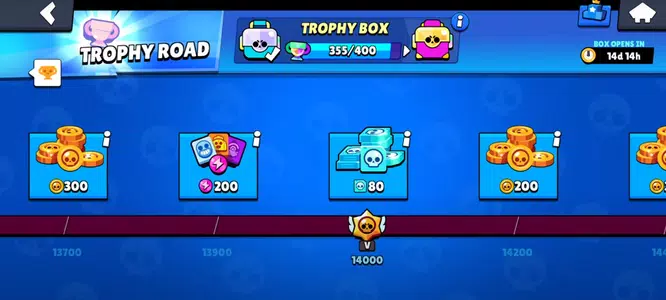 TROPHY ROAD
TROPHY BOX
355/400
i
BOX OPENS IN
14d 14h
i
300
i
200
i
80
i
200
13700
13900
V
14000
14200